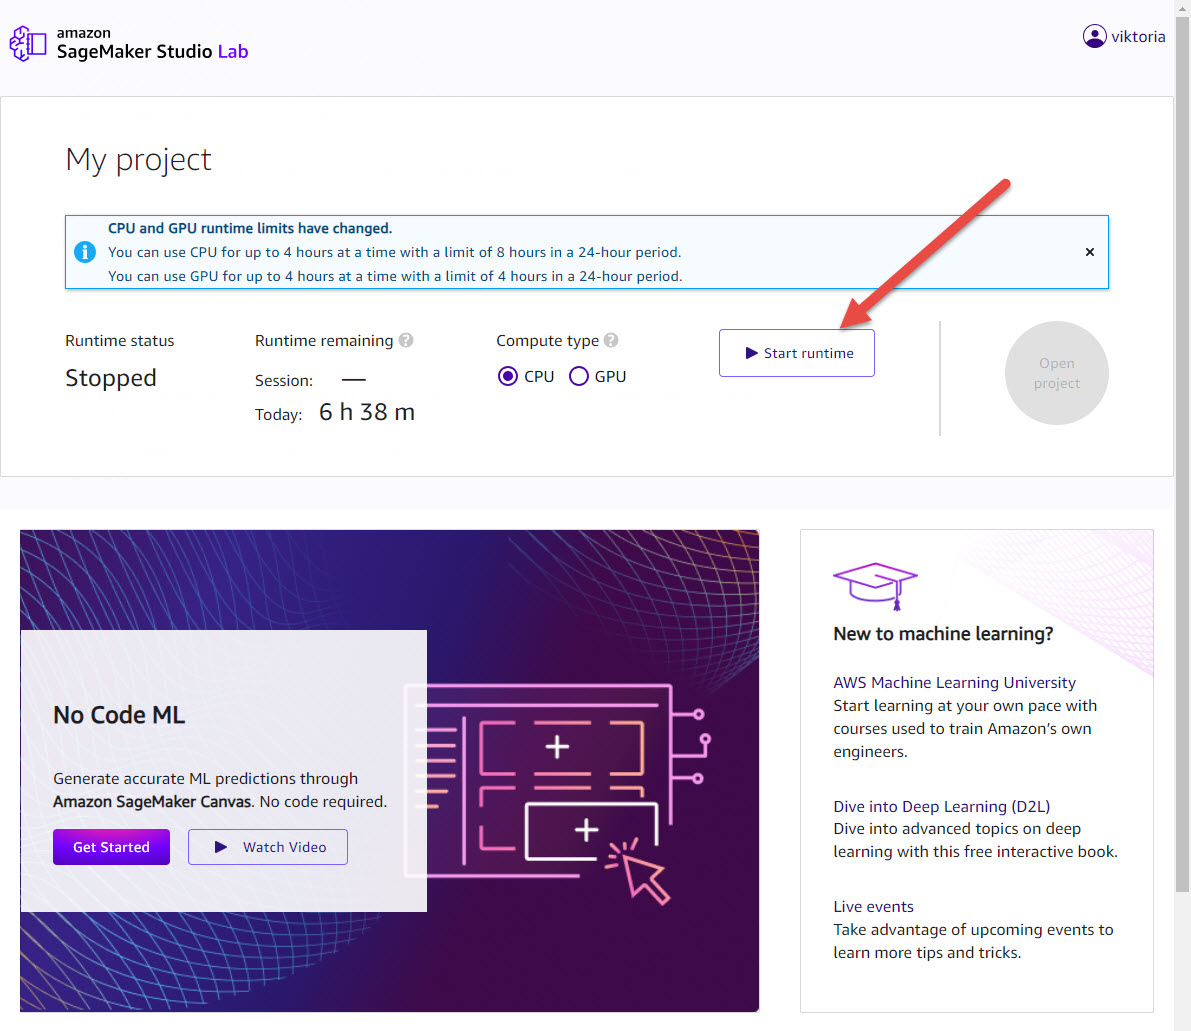 amazon
SageMaker Studio Lab
viktoria
My project
CPU and GPU runtime limits have changed.
You can use CPU for up to 4 hours at a time with a limit of 8 hours in a 24-hour period.
You can use GPU for up to 4 hours at a time with a limit of 4 hours in a 24-hour period.
Runtime status
Stopped
Runtime remaining
Session: —
Today: 6 h 38 m
Compute type
CPU GPU
Start runtime
Open
project
No Code ML
Generate accurate ML predictions through
Amazon SageMaker Canvas. No code required.
Get Started
Watch Video
New to machine learning?
AWS Machine Learning University
Start learning at your own pace with
courses used to train Amazon’s own
engineers.
Dive into Deep Learning (D2L)
Dive into advanced topics on deep
learning with this free interactive book.
Live events
Take advantage of upcoming events to
learn more tips and tricks.